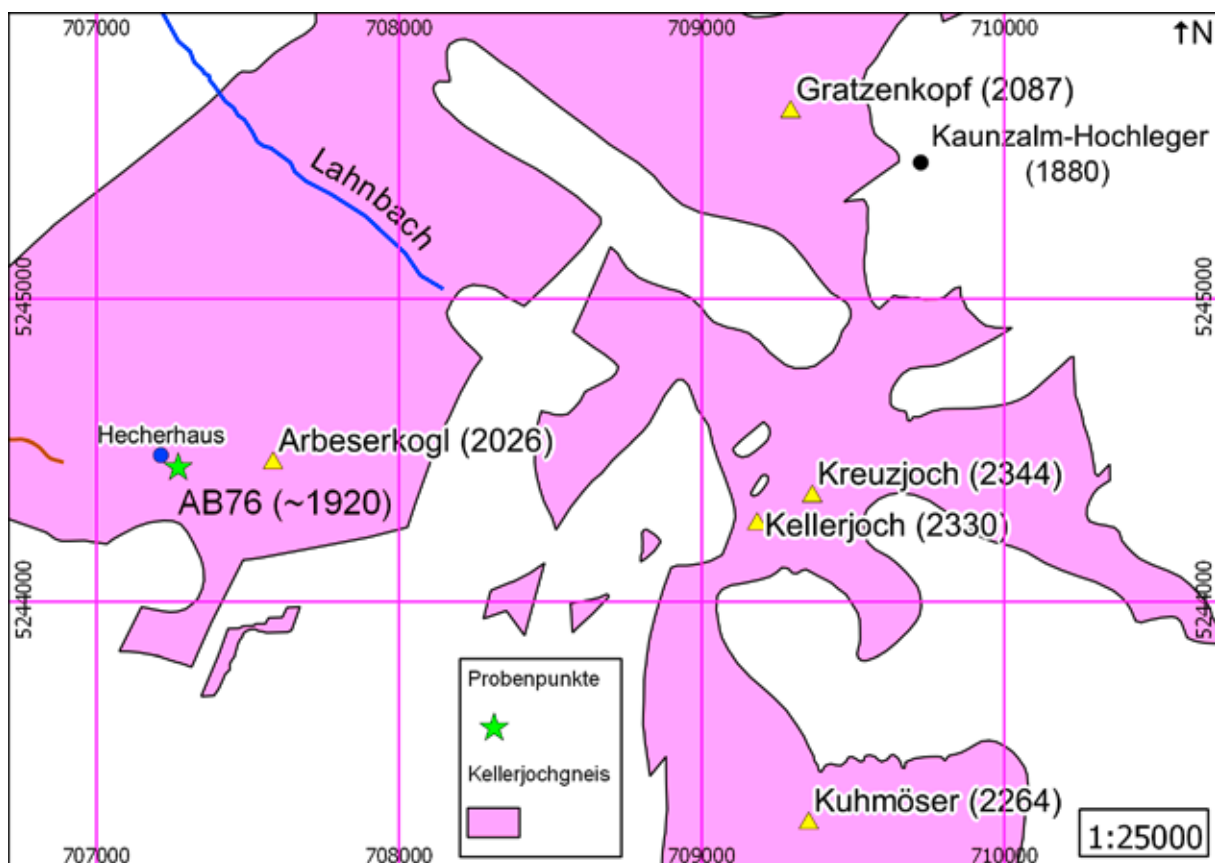 707000
708000
709000
710000
↑N
Gratzenkopf (2087)
Kaunzalm-Hochleger
(1880)
Lahnbach
5245000
5245000
Hecherhaus
Arbeserkogl (2026)
AB76 (~1920)
Kreuzjoch (2344)
Kellerjoch (2330)
5244000
5244000
Probenpunkte
Kellerjochgneis
Kuhmöser (2264)
1:25000
707000
708000
709000
710000